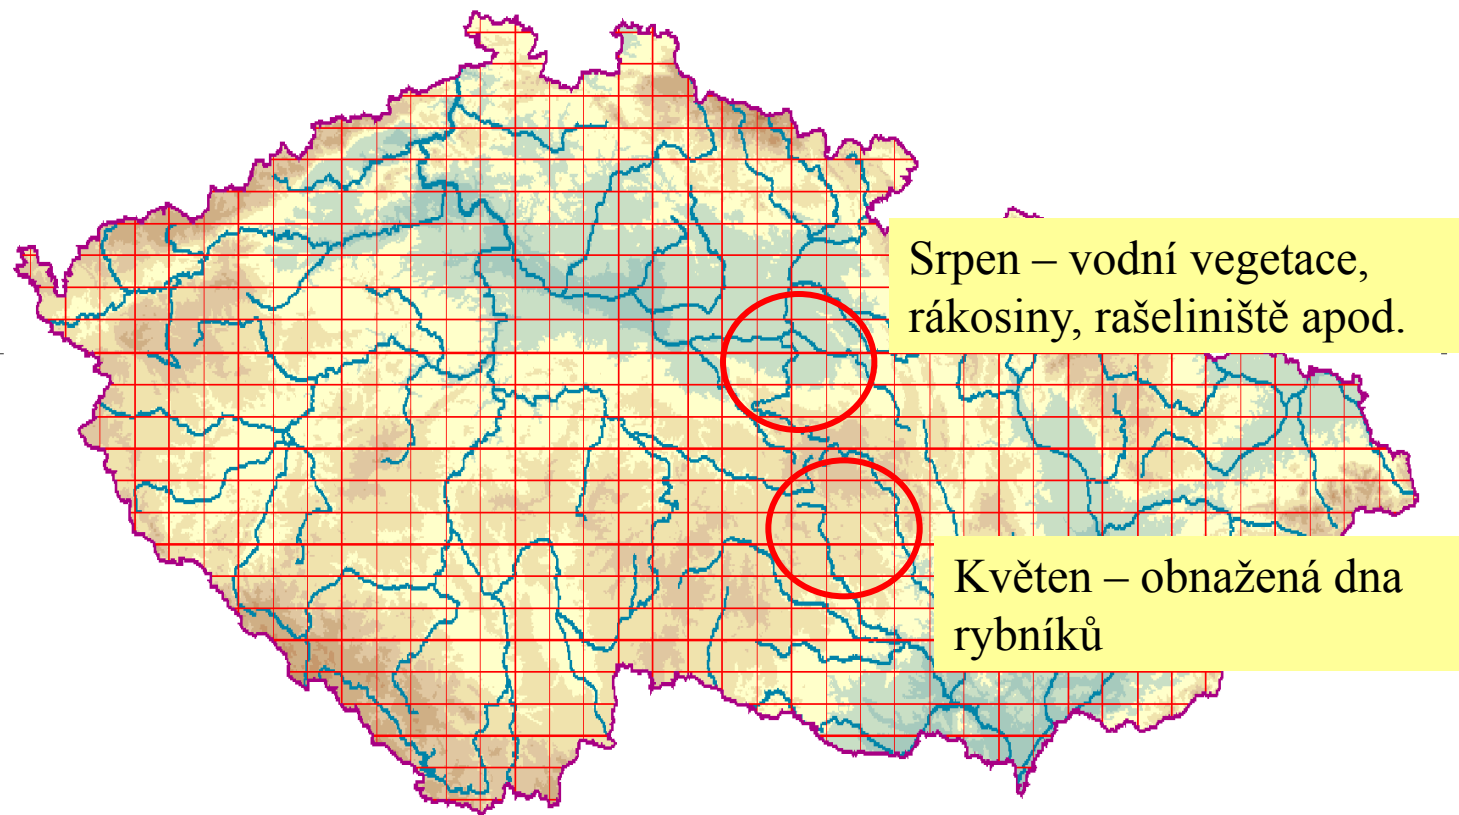 Srpen – vodní vegetace,
rákosiny, rašeliniště apod.
Květen – obnažená dna
rybníků